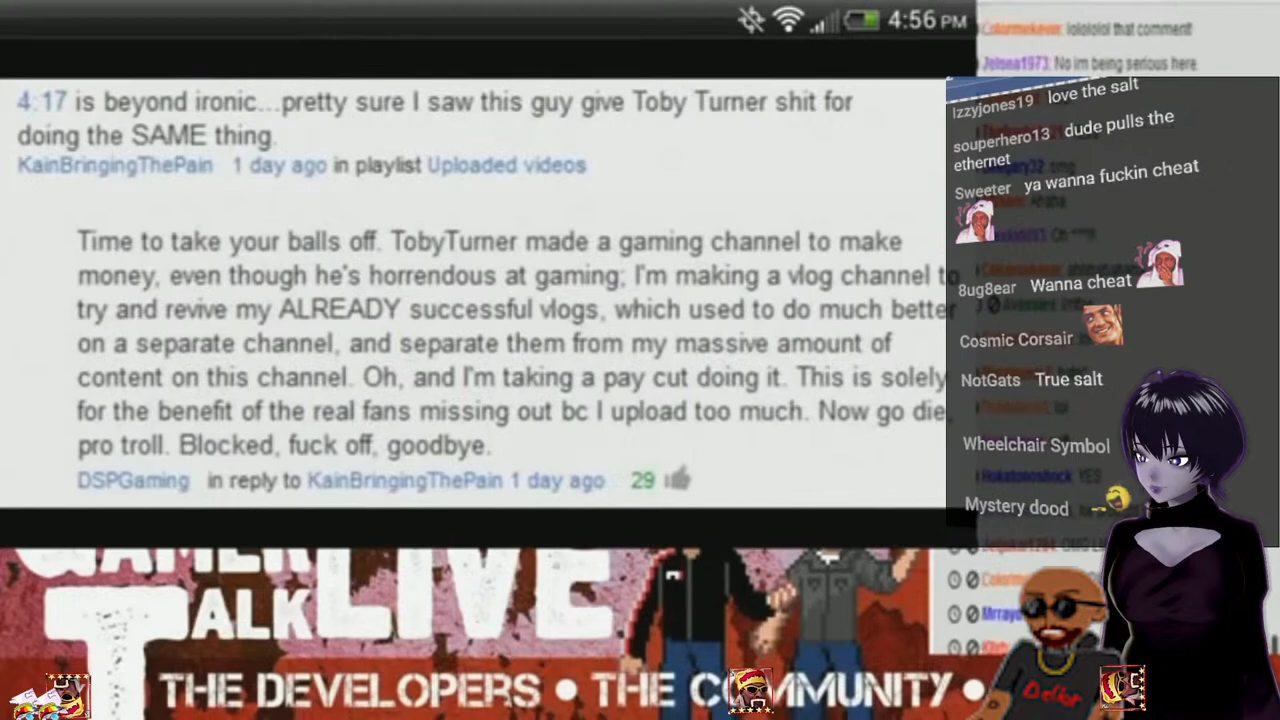 4:56 PM
4:17 is beyond ironic...pretty sure I saw this guy give Toby Turner shit for
doing the SAME thing.
KainBringingThePain 1 day ago in playlist Uploaded videos
Time to take your balls off. TobyTurner made a gaming channel to make
money, even though he's horrendous at gaming; I'm making a vlog channel to
try and revive my ALREADY successful vlogs, which used to do much better
on a separate channel, and separate them from my massive amount of
content on this channel. Oh, and I'm taking a pay cut doing it. This is solely
for the benefit of the real fans missing out bc I upload too much. Now go die,
pro troll. Blocked, fuck off, goodbye.
DSPGaming in reply to KainBringingThePain 1 day ago 29
lolololol that comment!
Jelsea1973: No im being serious here.
Izzyjones19 love the salt
souperhero13 dude pulls the
ethernet
Sweeter ya wanna fuckin cheat
8ug8ear Wanna cheat
Cosmic Corsair
NotGats True salt
Wheelchair Symbol
YES
Mystery dood
GAMER
TALK
LIVE
THE DEVELOPERS • THE COMMUNITY •